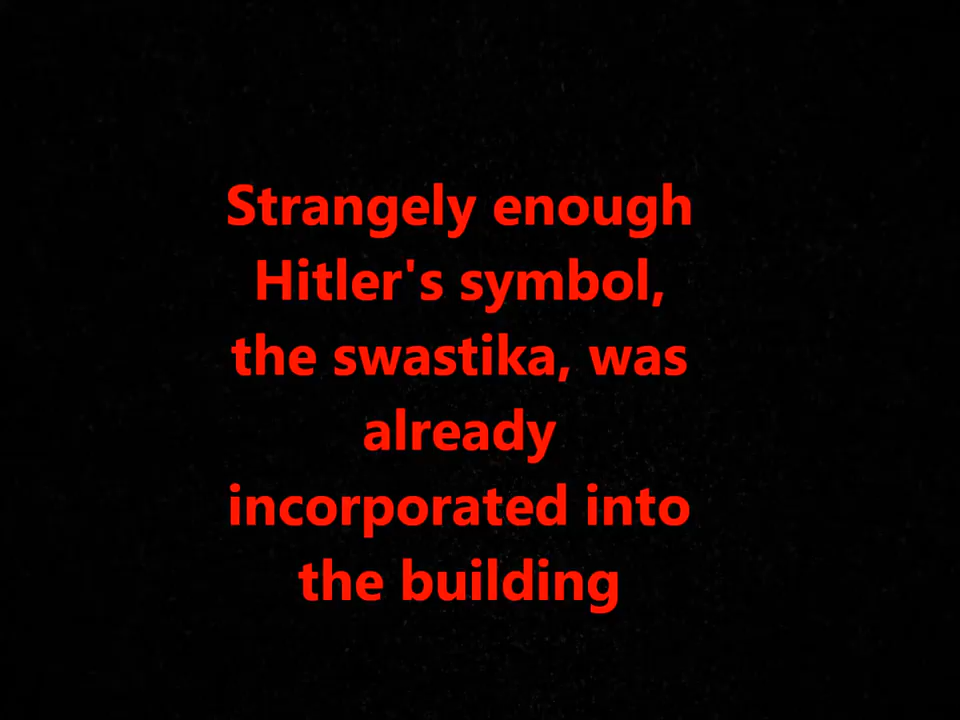 Strangely enough
Hitler's symbol,
the swastika, was
already
incorporated into
the building